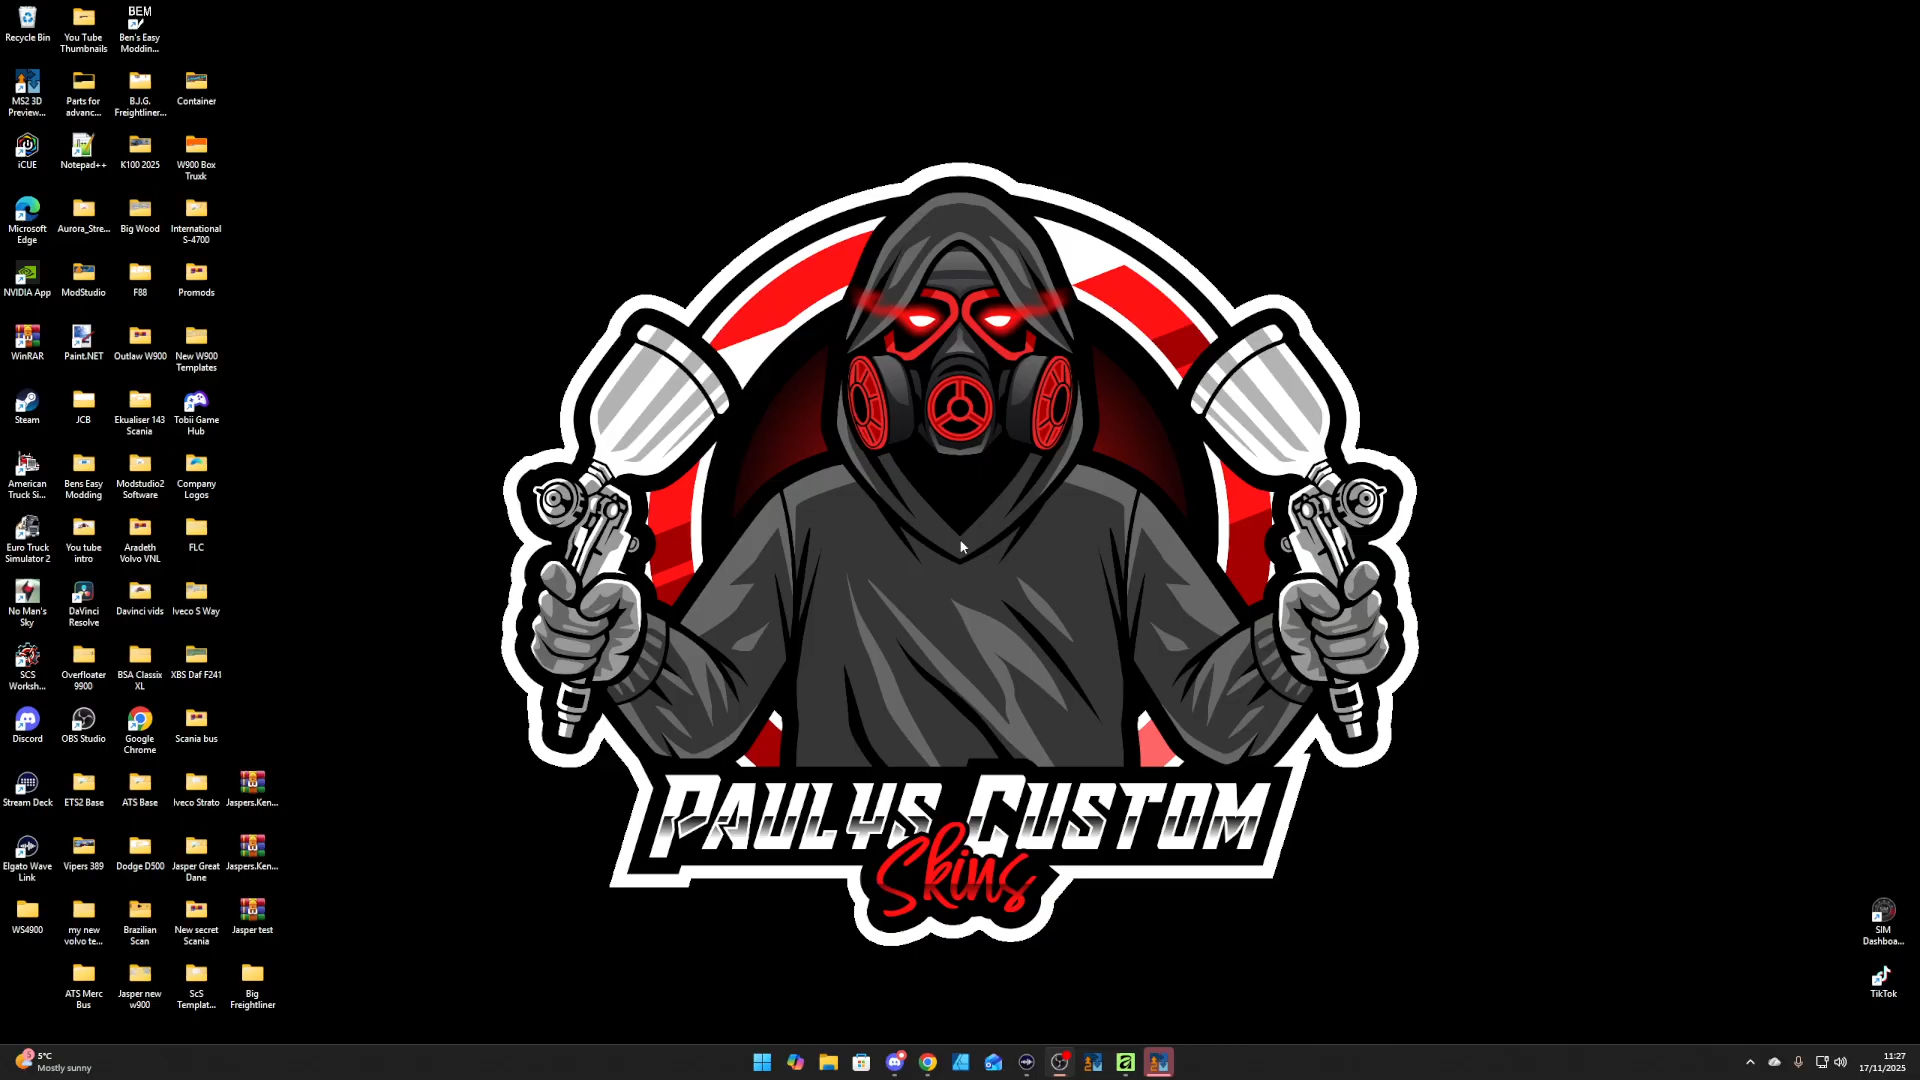 Recycle Bin
You Tube
Thumbnails
BEM
Ben's Easy
Moddin...
MS2 3D
Preview...
Parts for
advanc...
B.J.G.
Freightliner...
Container
iCUE
Notepad++
K100 2025
W900 Box
Truxk
Microsoft
Edge
Aurora_Stre...
Big Wood
International
S-4700
NVIDIA App
ModStudio
F88
Promods
WinRAR
Paint.NET
Outlaw W900
New W900
Templates
Steam
JCB
Ekualiser 143
Scania
Tobii Game
Hub
American
Truck Si...
Bens Easy
Modding
Modstudio2
Software
Company
Logos
Euro Truck
Simulator 2
You tube
intro
Aradeth
Volvo VNL
FLC
No Man's
Sky
DaVinci
Resolve
Davinci vids
Iveco S Way
SCS
Worksh...
Overfloater
9900
BSA Classix
XL
XBS Daf F241
Discord
OBS Studio
Google
Chrome
Scania bus
Stream Deck
ETS2 Base
ATS Base
Iveco Strato
Jaspers.Ken...
Elgato Wave
Link
Vipers 389
Dodge D500
Jasper Great
Dane
Jaspers.Ken...
WS4900
my new
volvo te...
Brazilian
Scan
New secret
Scania
Jasper test
ATS Merc
Bus
Jasper new
w900
ScS
Templat...
Big
Freightliner
PAULYS CUSTOM
Skins
SIM
Dashboa...
TikTok
5°C
Mostly sunny
11:27
17/11/2025